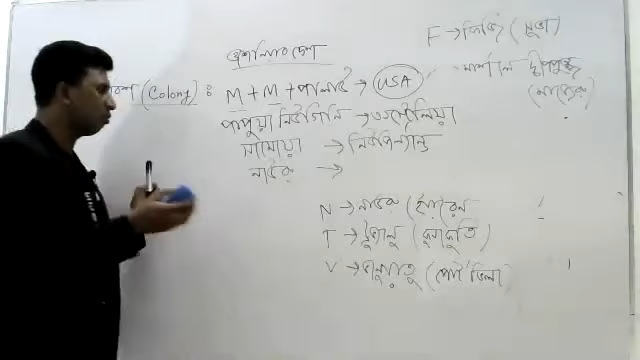 ওশেনিয়ার দেশ
(Colony) :
M + M + পালাউ → USA
পাপুয়া নিউগিনি → অস্ট্রেলিয়া
সামোয়া → নিউজিল্যান্ড
নাউরু →
F → ফিজি (সুভা)
মার্শাল দ্বীপপুঞ্জ
(মাজুরো)
N → নাউরু (ইয়ারেন
T → টুভ্যালু (ফুনাফুতি)
V → ভানুয়াতু (পোর্ট ভিলা)